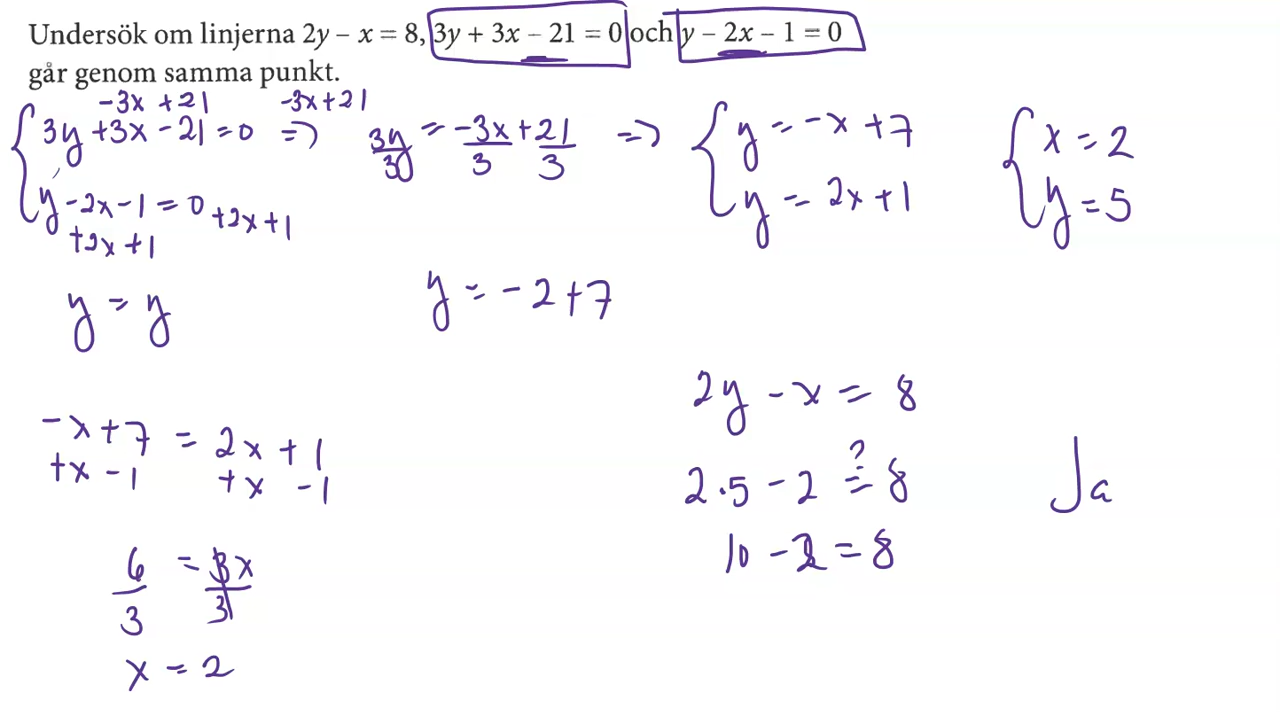 Undersök om linjerna 2y – x = 8, 3y + 3x – 21 = 0 och y – 2x – 1 = 0
går genom samma punkt.
-3x +21 -3x+21
3y +3x - 21 = 0 => 3y/3 = -3x/3 + 21/3 => y = -x +7 x = 2
y -2x -1 = 0 +2x+1 y = 2x+1 y = 5
+2x +1
y = y y = -2+7
2y - x = 8
-x+7 = 2x + 1
+x -1 +x -1
2·5 - 2 ?= 8 Ja
10 - 2 = 8
6/3 = 3x/3
x = 2